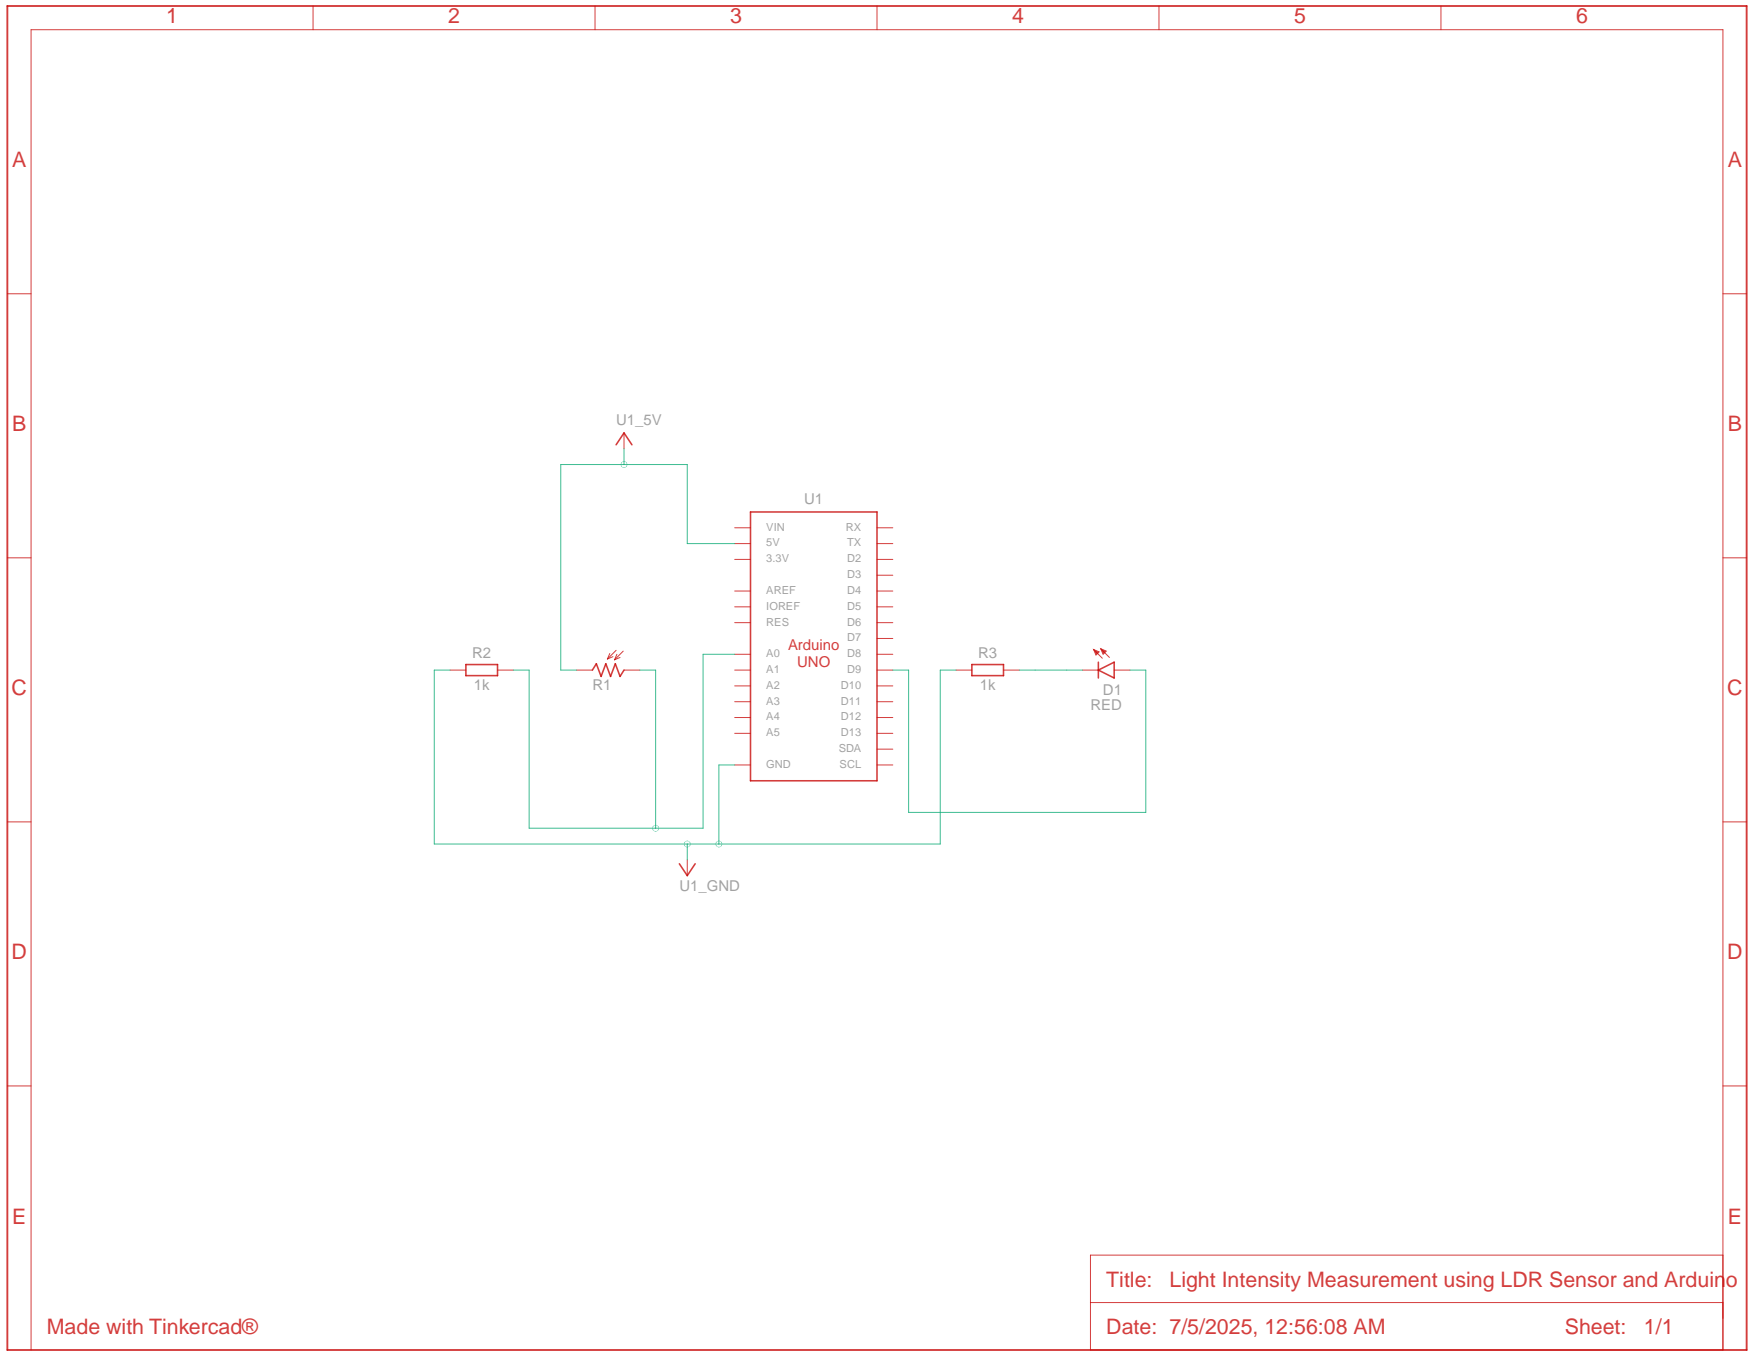 1 2 3 4 5 6
A A
B B
U1_5V
U1
VIN RX
5V TX
3.3V D2
D3
AREF D4
IOREF D5
RES D6
D7
Arduino
UNO
A0 D8
A1 D9
A2 D10
A3 D11
A4 D12
A5 D13
SDA
GND SCL
R2
1k
R1
R3
1k
D1
RED
C C
U1_GND
D D
E E
Title: Light Intensity Measurement using LDR Sensor and Arduino
Made with Tinkercad®
Date: 7/5/2025, 12:56:08 AM Sheet: 1/1